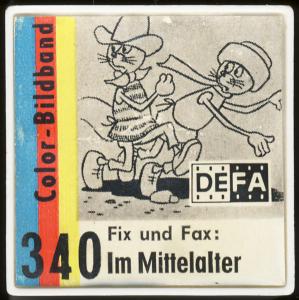 Color-Bildband
DEFA
340
Fix und Fax:
Im Mittelalter